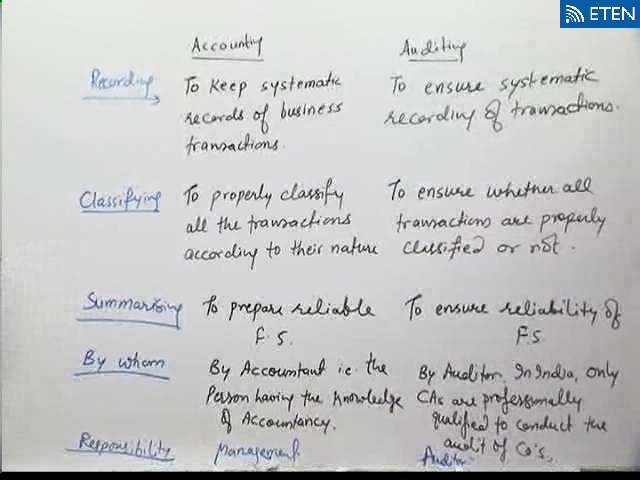 ETEN
Accounting Auditing
Recording To Keep systematic To ensure systematic
records of business recording of transactions.
transactions.
Classifying To properly classify To ensure whether all
all the transactions transactions are properly
according to their nature classified or not.
Summarising To prepare reliable To ensure reliability of
F.S. F.S.
By whom By Accountant i.e. the By Auditor. In India, only
Person having the knowledge CAs are professionally
of Accountancy. qualified to conduct the
audit of Co's.
Responsibility Management Auditor